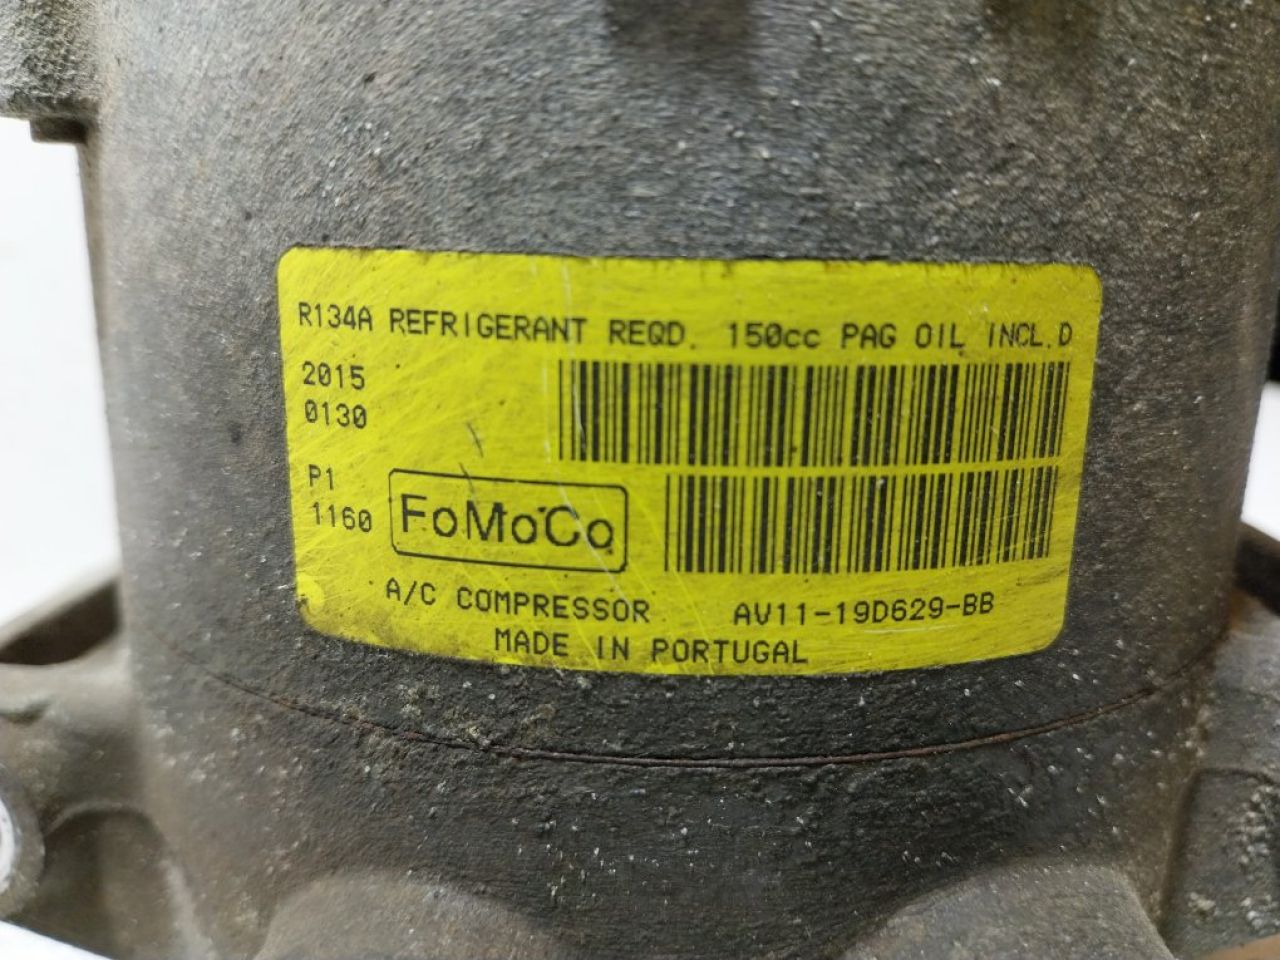 R134A REFRIGERANT REQD. 150cc PAG OIL INCL.D
2015
0130
P1
1160
FoMoCo
A/C COMPRESSOR AV11-19D629-BB
MADE IN PORTUGAL